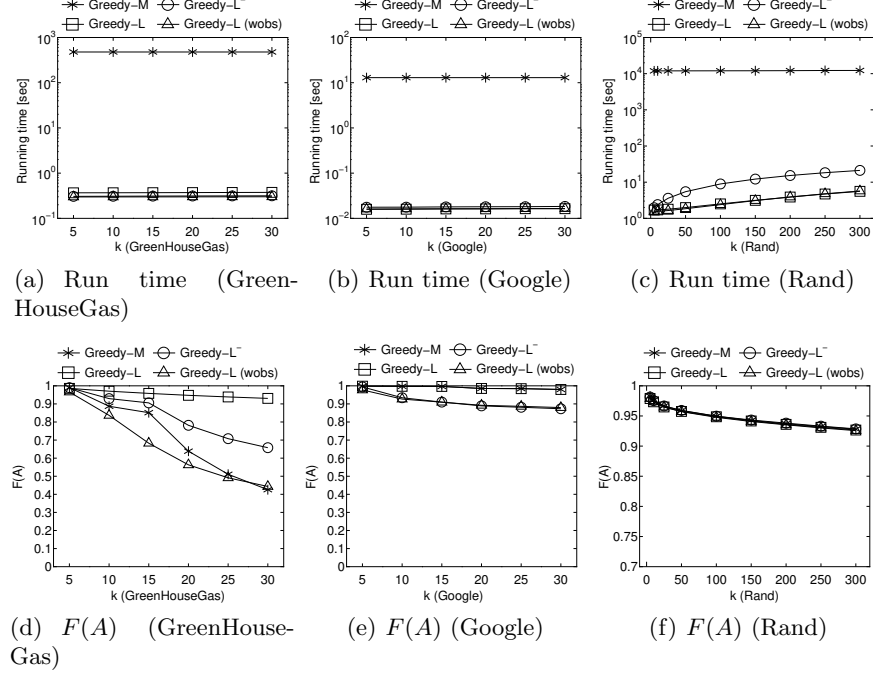 Greedy−M Greedy−L⁻
Greedy−L Greedy−L (wobs)
10³
10²
10¹
10⁰
10⁻¹
Running time [sec]
5 10 15 20 25 30
k (GreenHouseGas)
(a) Run time (Green-
HouseGas)
Greedy−M Greedy−L⁻
Greedy−L Greedy−L (wobs)
10²
10¹
10⁰
10⁻¹
10⁻²
Running time [sec]
5 10 15 20 25 30
k (Google)
(b) Run time (Google)
Greedy−M Greedy−L⁻
Greedy−L Greedy−L (wobs)
10⁵
10⁴
10³
10²
10¹
10⁰
Running time [sec]
0 50 100 150 200 250 300
k (Rand)
(c) Run time (Rand)
Greedy−M Greedy−L⁻
Greedy−L Greedy−L (wobs)
1
0.9
0.8
0.7
0.6
0.5
0.4
0.3
0.2
0.1
0
F(A)
5 10 15 20 25 30
k (GreenHouseGas)
(d) F(A) (GreenHouse-
Gas)
Greedy−M Greedy−L⁻
Greedy−L Greedy−L (wobs)
1
0.9
0.8
0.7
0.6
0.5
0.4
0.3
0.2
0.1
0
F(A)
5 10 15 20 25 30
k (Google)
(e) F(A) (Google)
Greedy−M Greedy−L⁻
Greedy−L Greedy−L (wobs)
1
0.95
0.9
0.85
0.8
0.75
0.7
F(A)
0 50 100 150 200 250 300
k (Rand)
(f) F(A) (Rand)